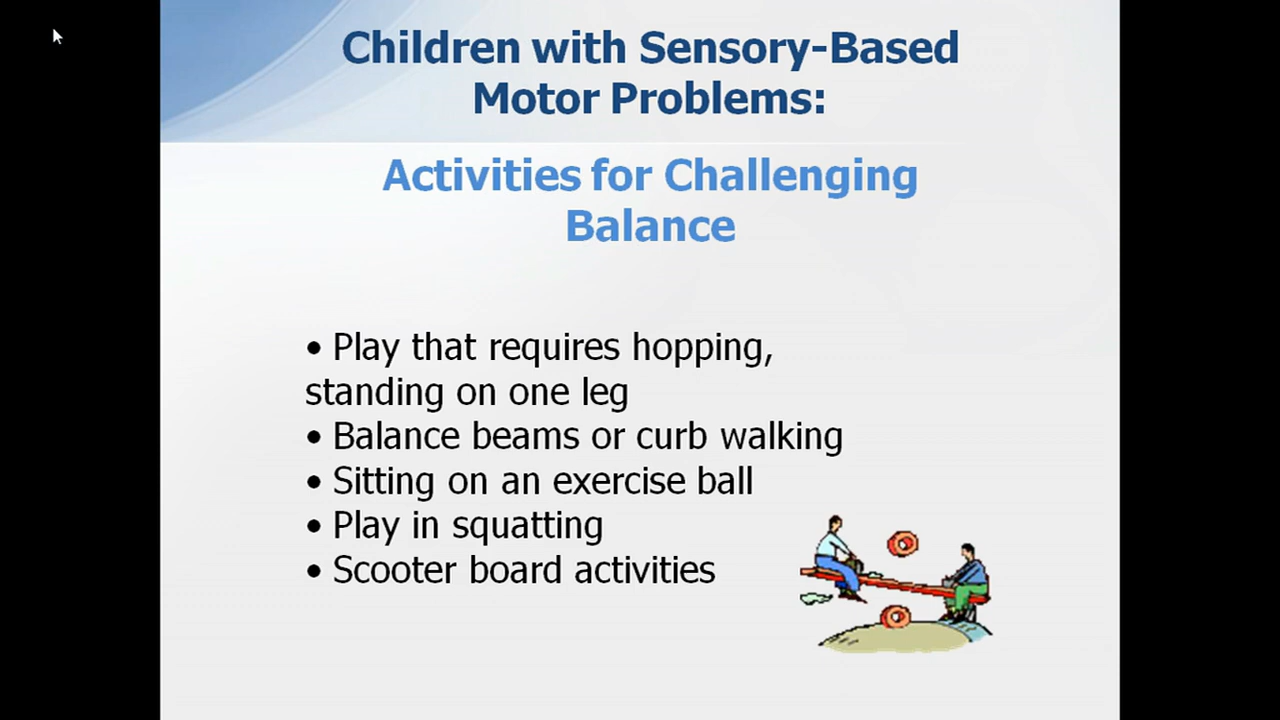 Children with Sensory-Based
Motor Problems:
Activities for Challenging
Balance
• Play that requires hopping,
standing on one leg
• Balance beams or curb walking
• Sitting on an exercise ball
• Play in squatting
• Scooter board activities